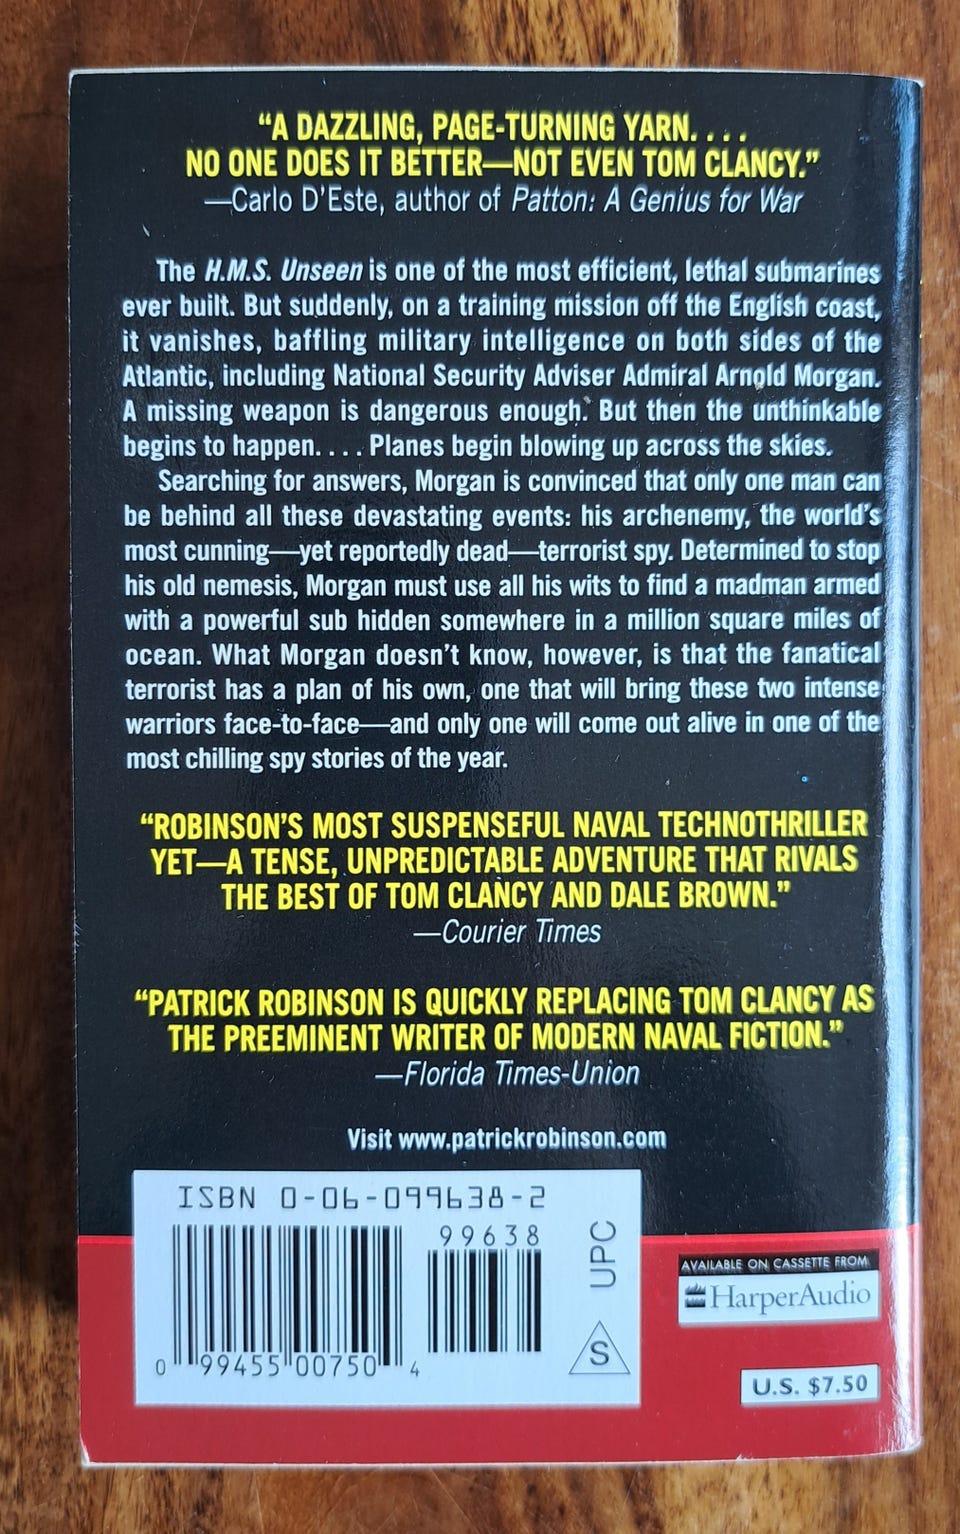 “A DAZZLING, PAGE-TURNING YARN. . . .
NO ONE DOES IT BETTER—NOT EVEN TOM CLANCY.”
—Carlo D’Este, author of Patton: A Genius for War
The H.M.S. Unseen is one of the most efficient, lethal submarines
ever built. But suddenly, on a training mission off the English coast,
it vanishes, baffling military intelligence on both sides of the
Atlantic, including National Security Adviser Admiral Arnold Morgan.
A missing weapon is dangerous enough. But then the unthinkable
begins to happen. . . . Planes begin blowing up across the skies.
Searching for answers, Morgan is convinced that only one man can
be behind all these devastating events: his archenemy, the world’s
most cunning—yet reportedly dead—terrorist spy. Determined to stop
his old nemesis, Morgan must use all his wits to find a madman armed
with a powerful sub hidden somewhere in a million square miles of
ocean. What Morgan doesn’t know, however, is that the fanatical
terrorist has a plan of his own, one that will bring these two intense
warriors face-to-face—and only one will come out alive in one of the
most chilling spy stories of the year.
“ROBINSON’S MOST SUSPENSEFUL NAVAL TECHNOTHRILLER
YET—A TENSE, UNPREDICTABLE ADVENTURE THAT RIVALS
THE BEST OF TOM CLANCY AND DALE BROWN.”
—Courier Times
“PATRICK ROBINSON IS QUICKLY REPLACING TOM CLANCY AS
THE PREEMINENT WRITER OF MODERN NAVAL FICTION.”
—Florida Times-Union
Visit www.patrickrobinson.com
ISBN 0-06-099638-2
99638
0 99455 00750 4
UPC
S
AVAILABLE ON CASSETTE FROM
HarperAudio
U.S. $7.50